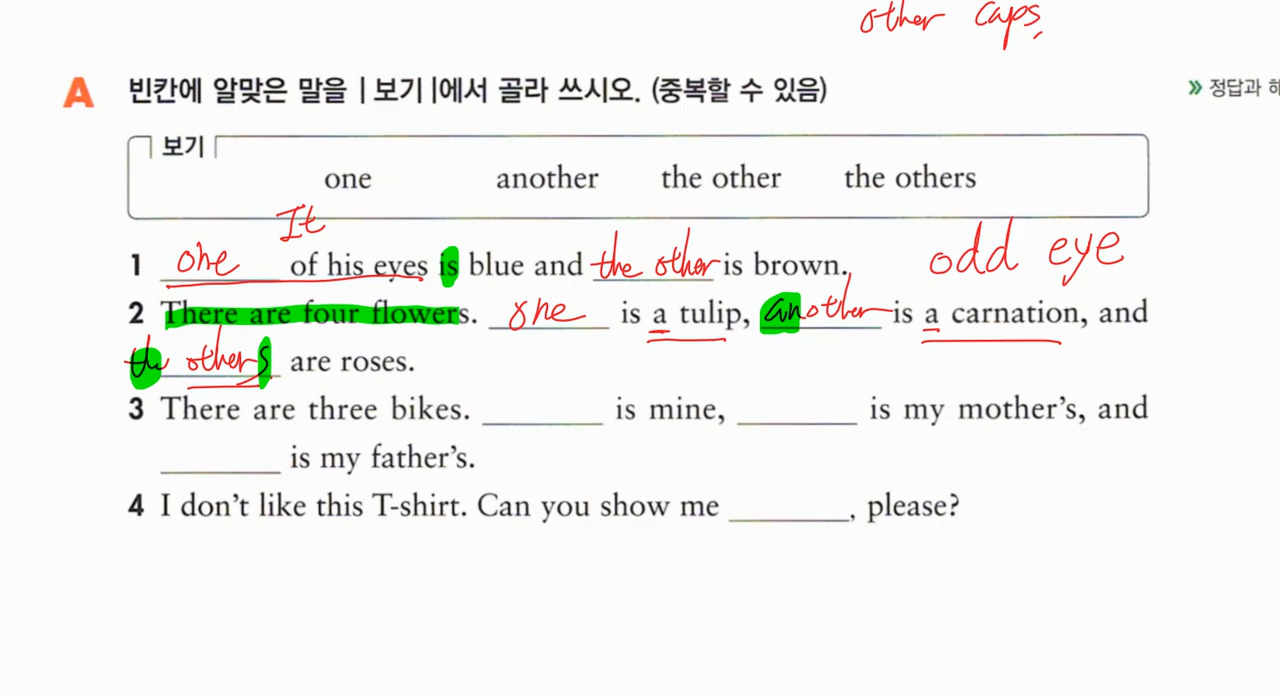 other caps,
A 빈칸에 알맞은 말을 | 보기 |에서 골라 쓰시오. (중복할 수 있음)
» 정답과 해
보기
one another the other the others
It
1 one of his eyes is blue and the other is brown.
odd eye
2 There are four flowers. one is a tulip, another is a carnation, and
the others are roses.
3 There are three bikes. ________ is mine, ________ is my mother's, and
________ is my father's.
4 I don't like this T-shirt. Can you show me ________, please?